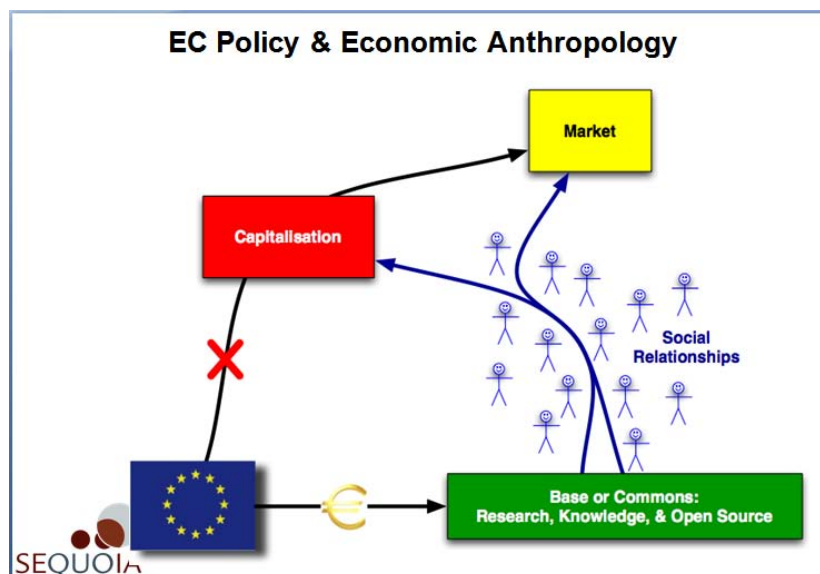 EC Policy & Economic Anthropology
Market
Capitalisation
Social
Relationships
€
Base or Commons:
Research, Knowledge, & Open Source
SEQUOIA